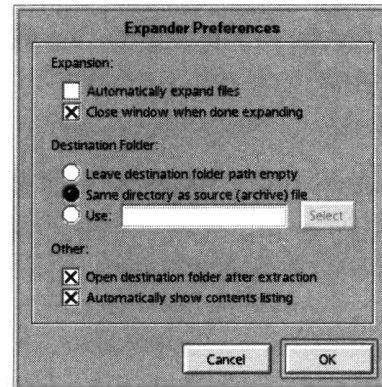 Expander Preferences
Expansion:
Automatically expand files
Close window when done expanding
Destination Folder:
Leave destination folder path empty
Same directory as source (archive) file
Use:
Select
Other:
Open destination folder after extraction
Automatically show contents listing
Cancel
OK